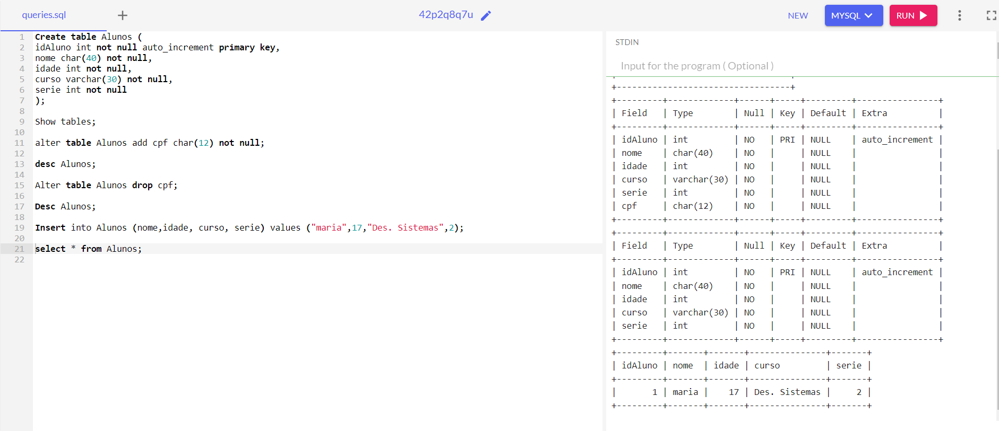 queries.sql
42p2q8q7u
NEW
MYSQL
RUN
1 Create table Alunos (
2 idAluno int not null auto_increment primary key,
3 nome char(40) not null,
4 idade int not null,
5 curso varchar(30) not null,
6 serie int not null
7 );
8
9 Show tables;
10
11 alter table Alunos add cpf char(12) not null;
12
13 desc Alunos;
14
15 Alter table Alunos drop cpf;
16
17 Desc Alunos;
18
19 Insert into Alunos (nome,idade, curso, serie) values ("maria",17,"Des. Sistemas",2);
20
21 select * from Alunos;
22
STDIN
Input for the program ( Optional )
+----------------------------------+
+---------+-------------+------+-----+---------+----------------+
| Field   | Type        | Null | Key | Default | Extra          |
+---------+-------------+------+-----+---------+----------------+
| idAluno | int         | NO   | PRI | NULL    | auto_increment |
| nome    | char(40)    | NO   |     | NULL    |                |
| idade   | int         | NO   |     | NULL    |                |
| curso   | varchar(30) | NO   |     | NULL    |                |
| serie   | int         | NO   |     | NULL    |                |
| cpf     | char(12)    | NO   |     | NULL    |                |
+---------+-------------+------+-----+---------+----------------+
+---------+-------------+------+-----+---------+----------------+
| Field   | Type        | Null | Key | Default | Extra          |
+---------+-------------+------+-----+---------+----------------+
| idAluno | int         | NO   | PRI | NULL    | auto_increment |
| nome    | char(40)    | NO   |     | NULL    |                |
| idade   | int         | NO   |     | NULL    |                |
| curso   | varchar(30) | NO   |     | NULL    |                |
| serie   | int         | NO   |     | NULL    |                |
+---------+-------------+------+-----+---------+----------------+
+---------+-------+-------+---------------+-------+
| idAluno | nome  | idade | curso         | serie |
+---------+-------+-------+---------------+-------+
|       1 | maria |    17 | Des. Sistemas |     2 |
+---------+-------+-------+---------------+-------+